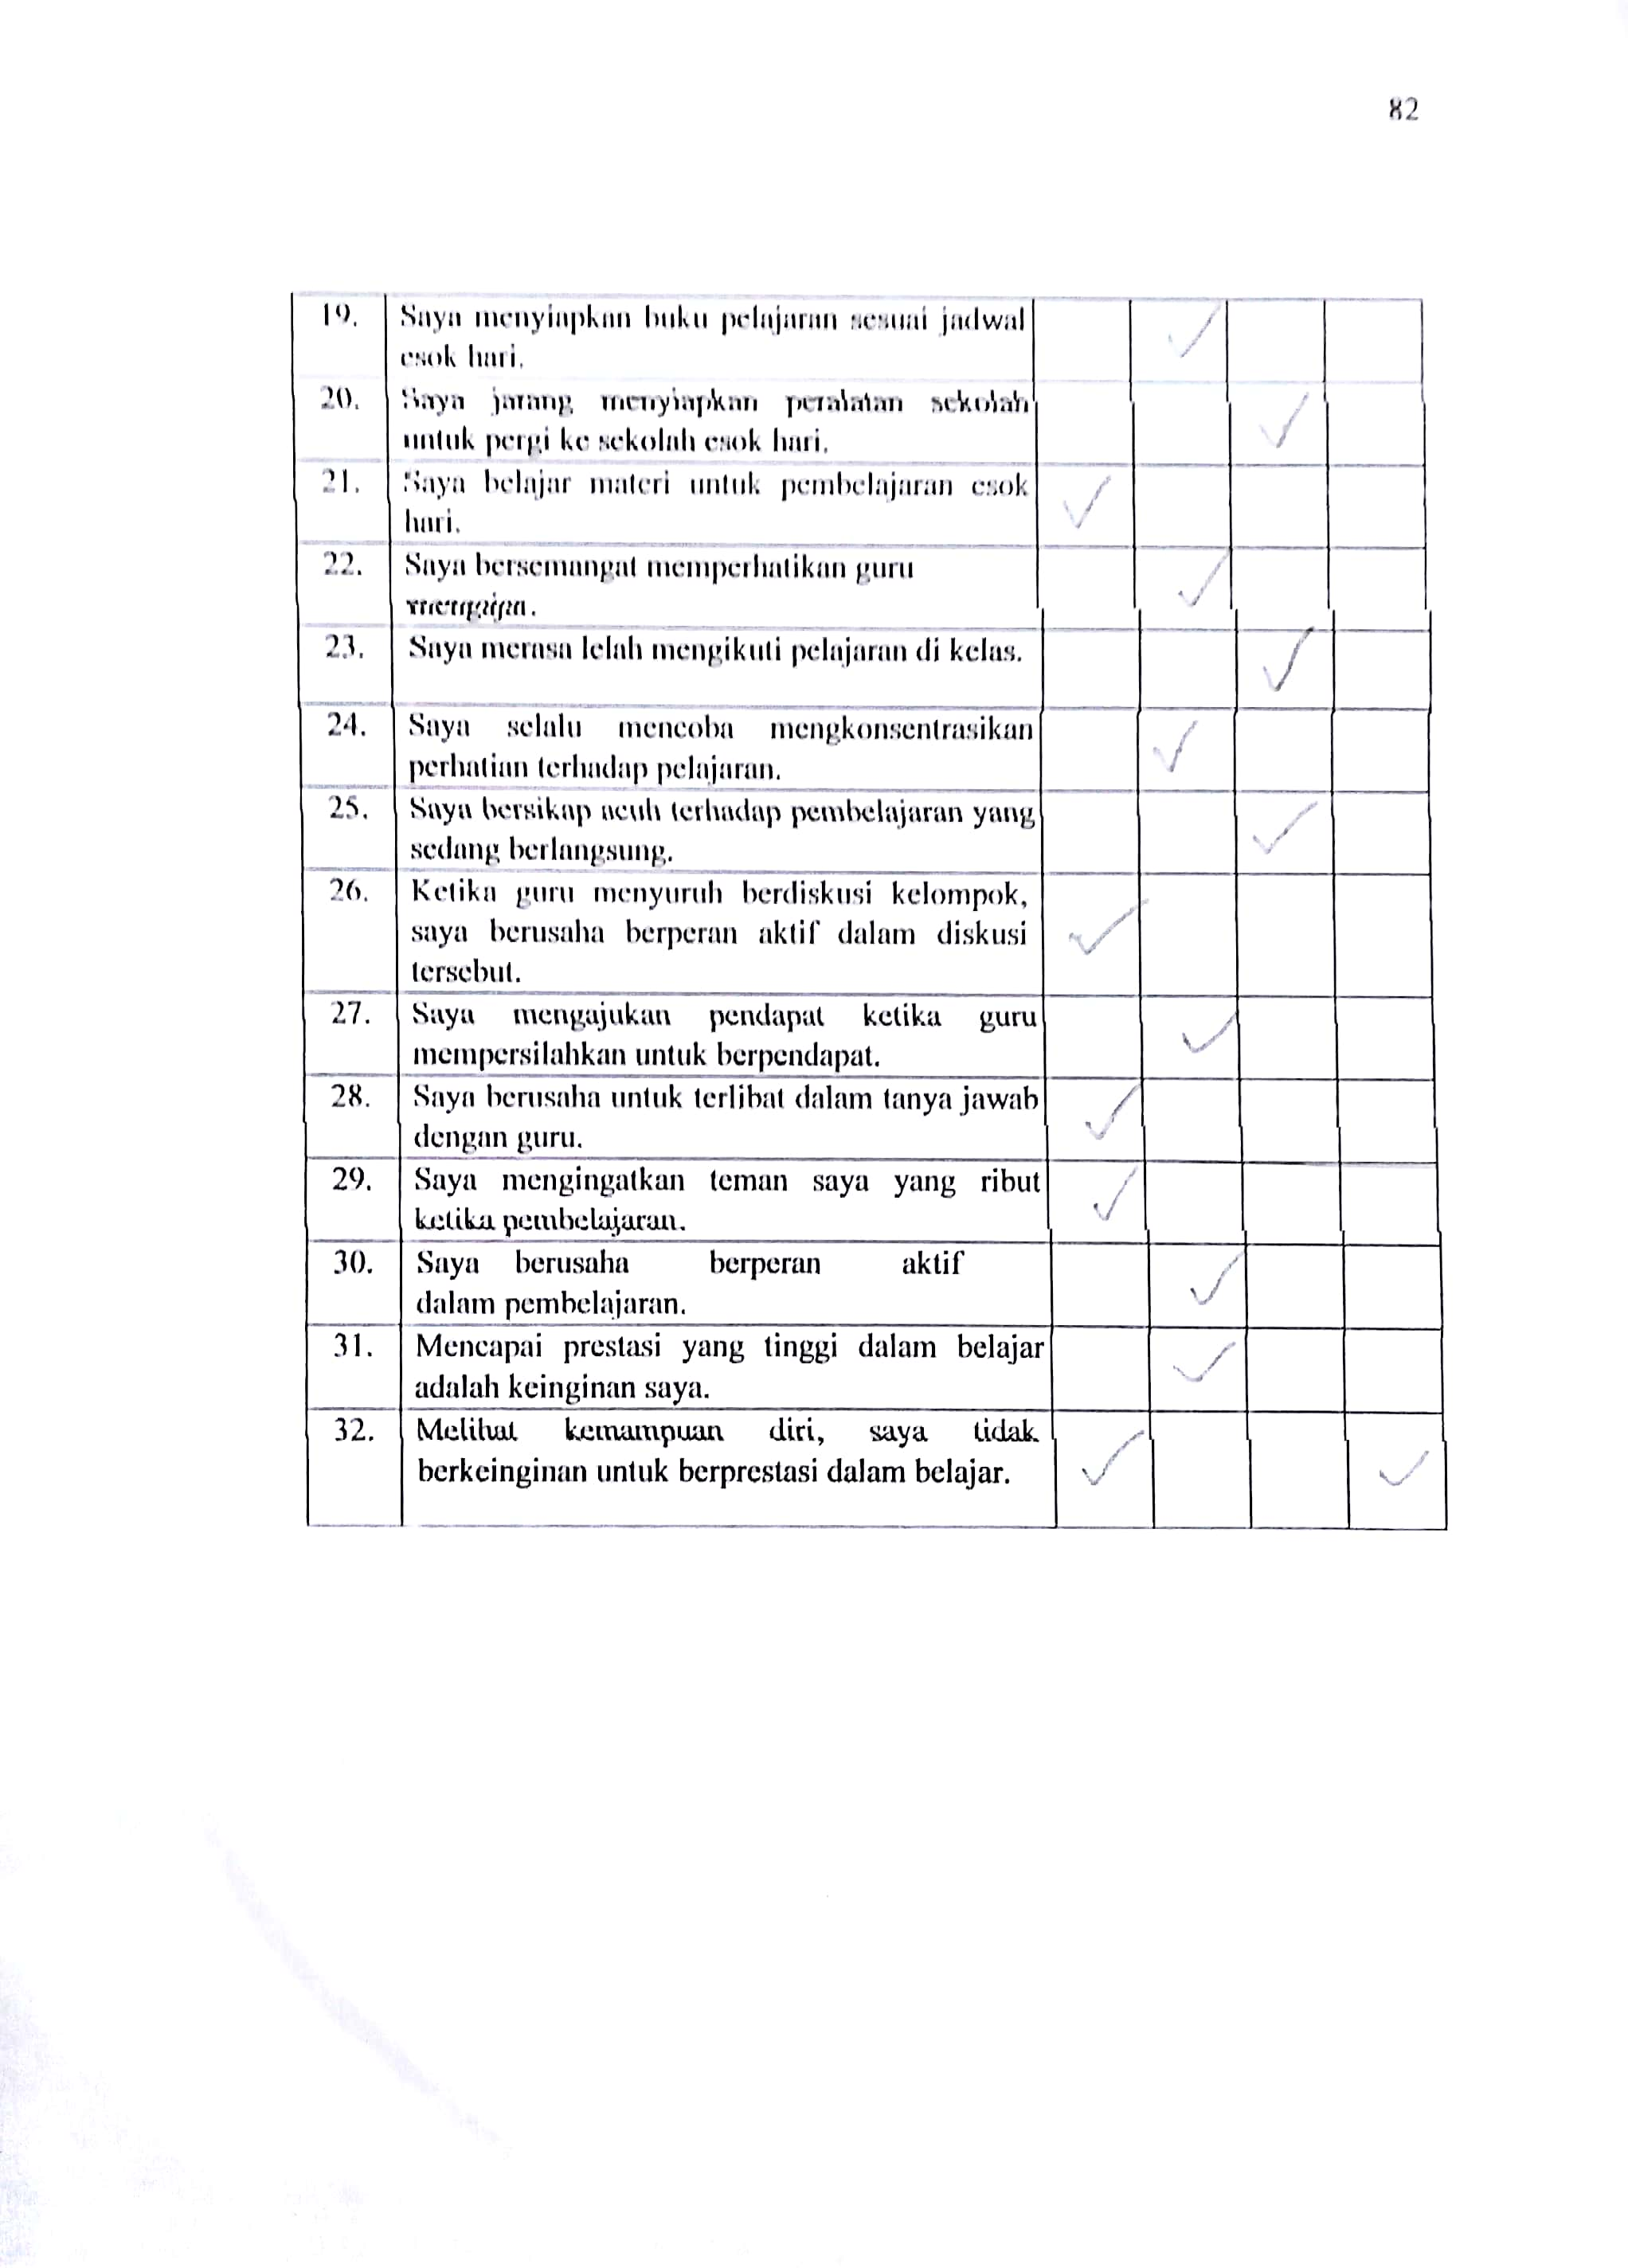 82
19. Saya menyiapkan buku pelajaran sesuai jadwal ✓
esok hari.
20. Saya jarang menyiapkan peralatan sekolah ✓
untuk pergi ke sekolah esok hari.
21. Saya belajar materi untuk pembelajaran esok ✓
hari.
22. Saya bersemangat memperhatikan guru ✓
mengajar.
23. Saya merasa lelah mengikuti pelajaran di kelas. ✓
24. Saya selalu mencoba mengkonsentrasikan ✓
perhatian terhadap pelajaran.
25. Saya bersikap acuh terhadap pembelajaran yang ✓
sedang berlangsung.
26. Ketika guru menyuruh berdiskusi kelompok,
saya berusaha berperan aktif dalam diskusi ✓
tersebut.
27. Saya mengajukan pendapat ketika guru ✓
mempersilahkan untuk berpendapat.
28. Saya berusaha untuk terlibat dalam tanya jawab ✓
dengan guru.
29. Saya mengingatkan teman saya yang ribut ✓
ketika pembelajaran.
30. Saya berusaha berperan aktif ✓
dalam pembelajaran.
31. Mencapai prestasi yang tinggi dalam belajar ✓
adalah keinginan saya.
32. Melihat kemampuan diri, saya tidak ✓ ✓
berkeinginan untuk berprestasi dalam belajar.